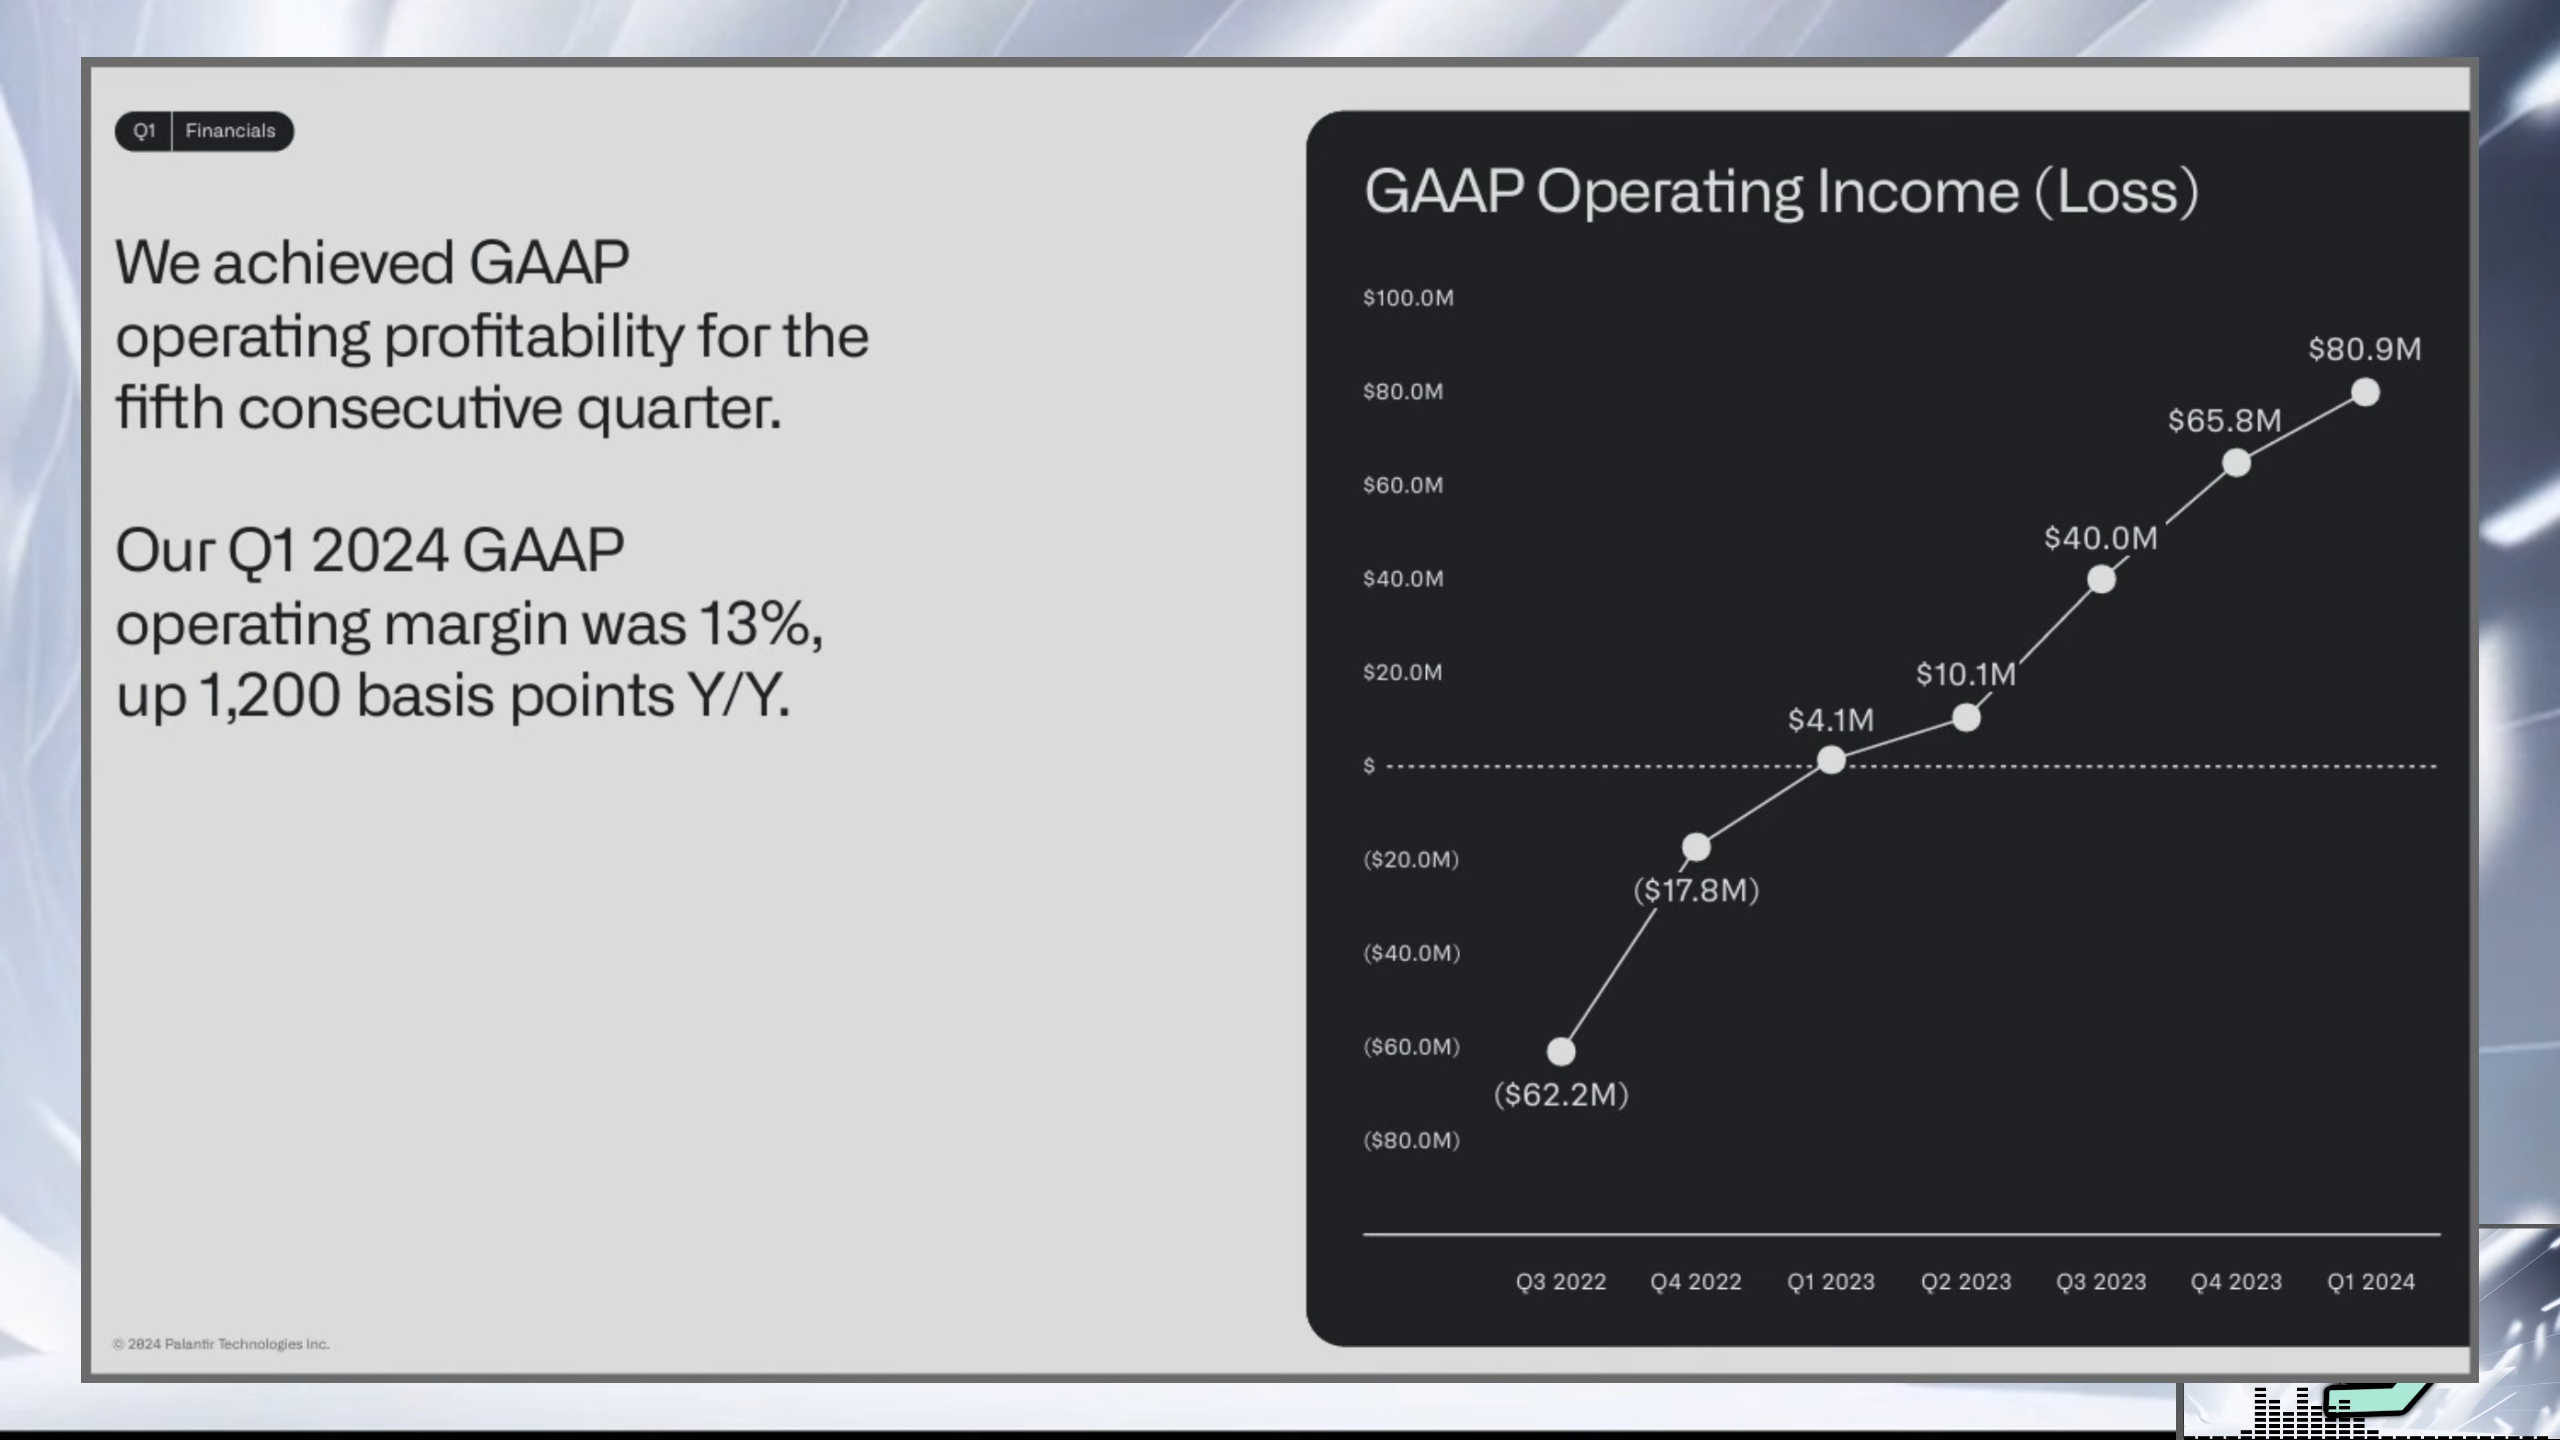 Q1 Financials
We achieved GAAP
operating profitability for the
fifth consecutive quarter.
Our Q1 2024 GAAP
operating margin was 13%,
up 1,200 basis points Y/Y.
© 2024 Palantir Technologies Inc.
GAAP Operating Income (Loss)
$100.0M
$80.0M
$60.0M
$40.0M
$20.0M
$
($20.0M)
($40.0M)
($60.0M)
($80.0M)
($62.2M)
($17.8M)
$4.1M
$10.1M
$40.0M
$65.8M
$80.9M
Q3 2022 Q4 2022 Q1 2023 Q2 2023 Q3 2023 Q4 2023 Q1 2024